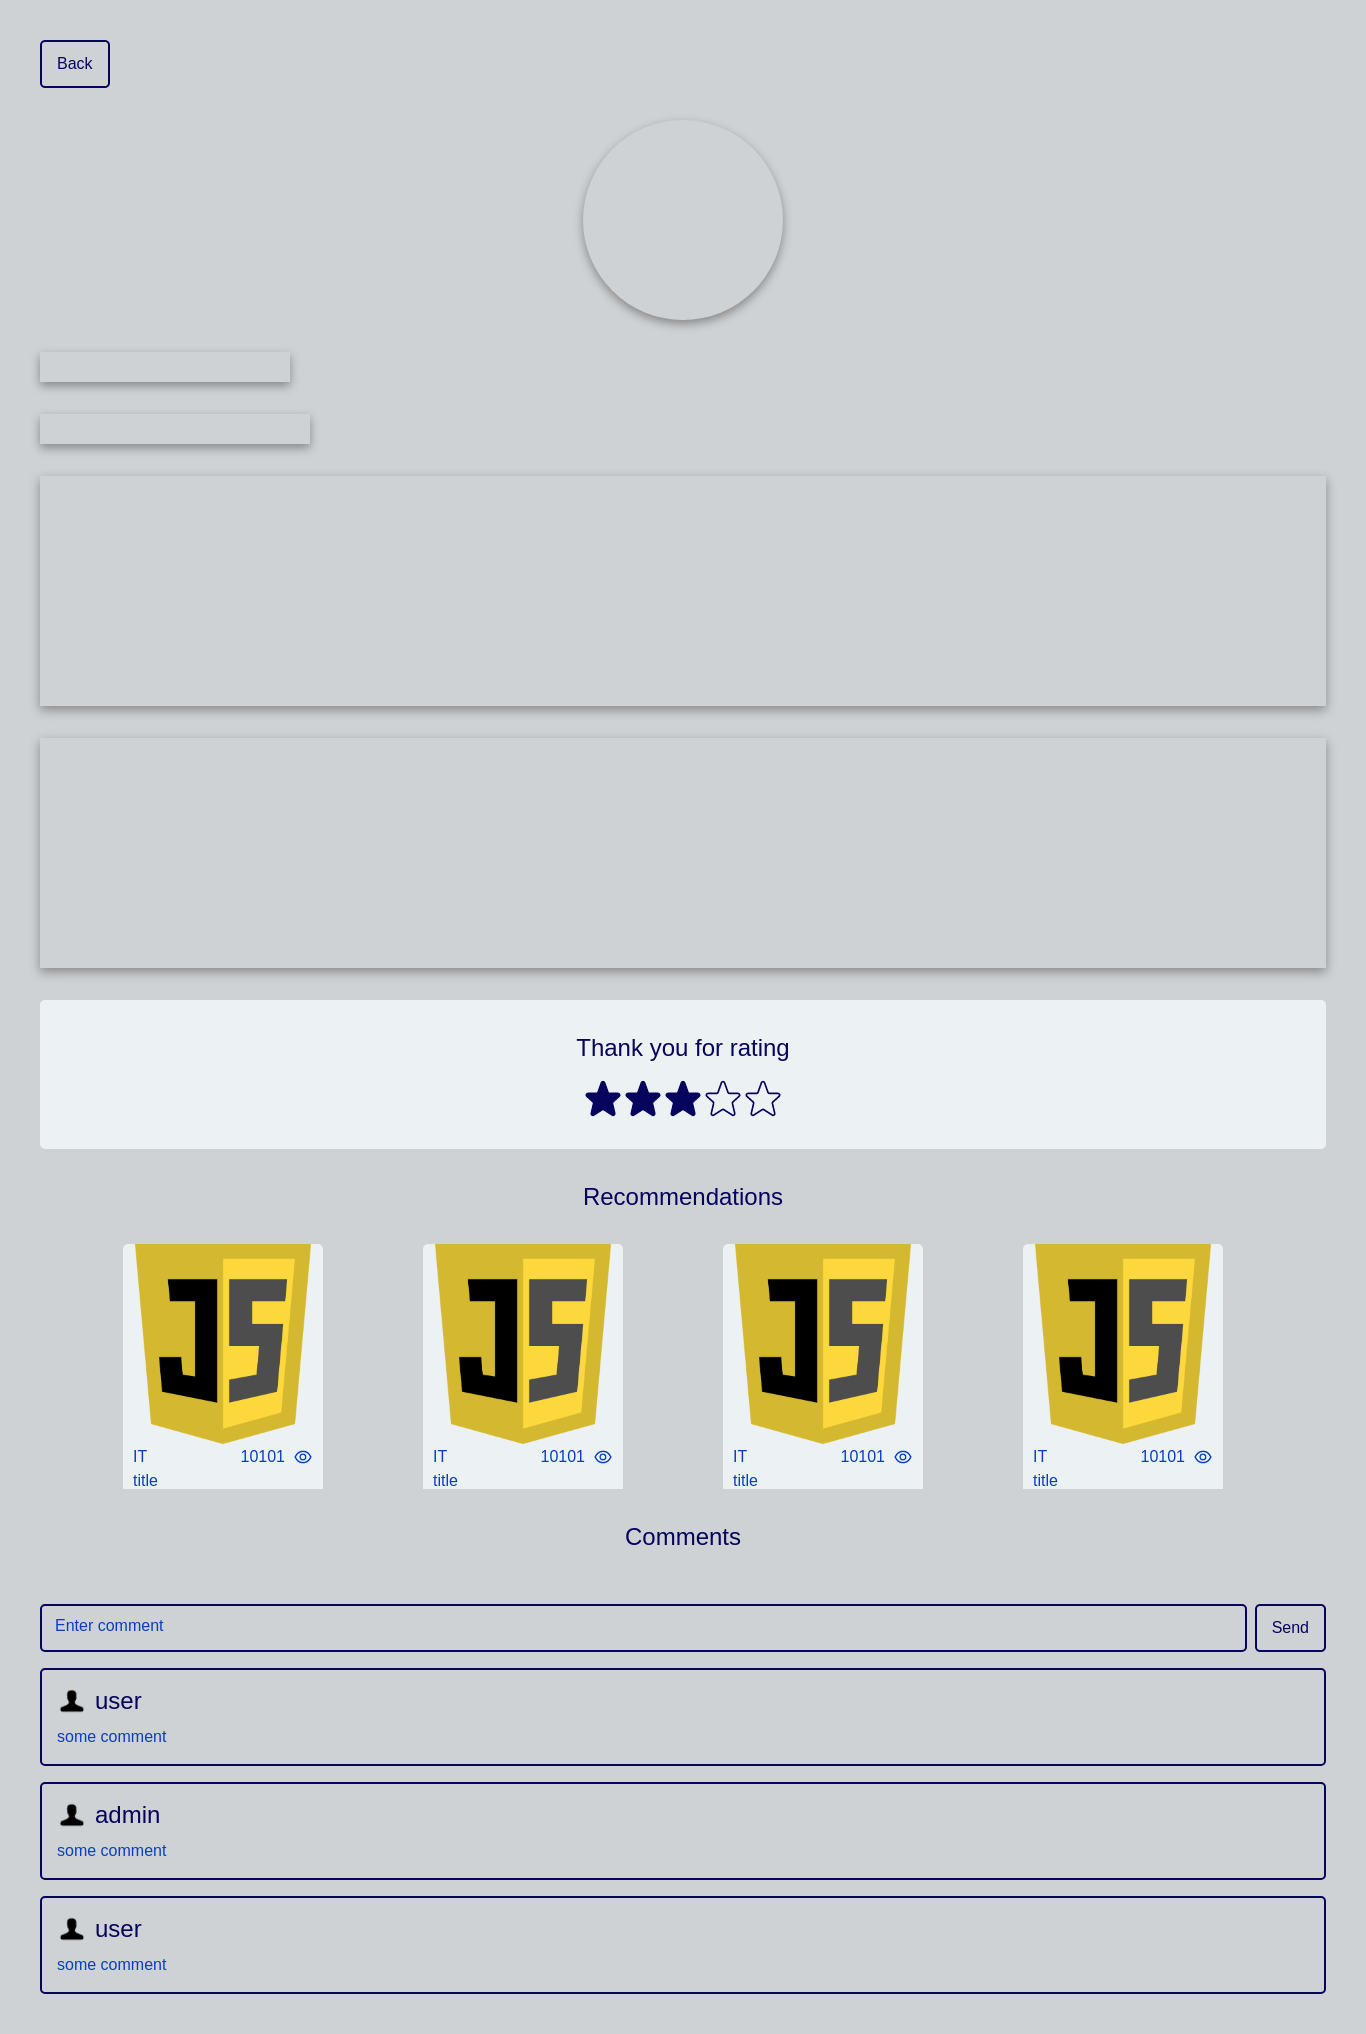 Back
Thank you for rating
Recommendations
JS JS JS JS
IT 10101 IT 10101 IT 10101 IT 10101
title title title title
Comments
Enter comment Send
user
some comment
admin
some comment
user
some comment